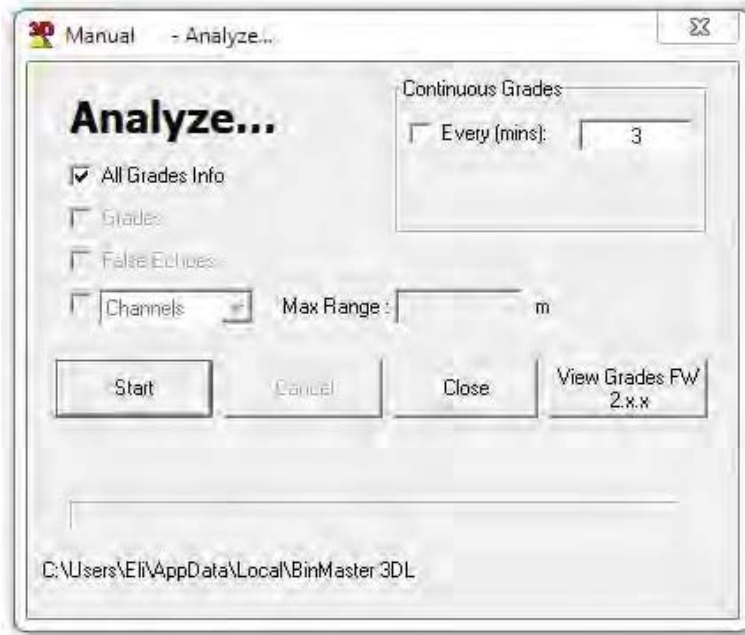 3D Manual - Analyze...
Analyze...
Continuous Grades
Every (mins): 3
All Grades Info
Grades
False Echoes
Channels Max Range : m
Start Cancel Close View Grades FW
2.x.x
C:\Users\Eli\AppData\Local\BinMaster 3DL